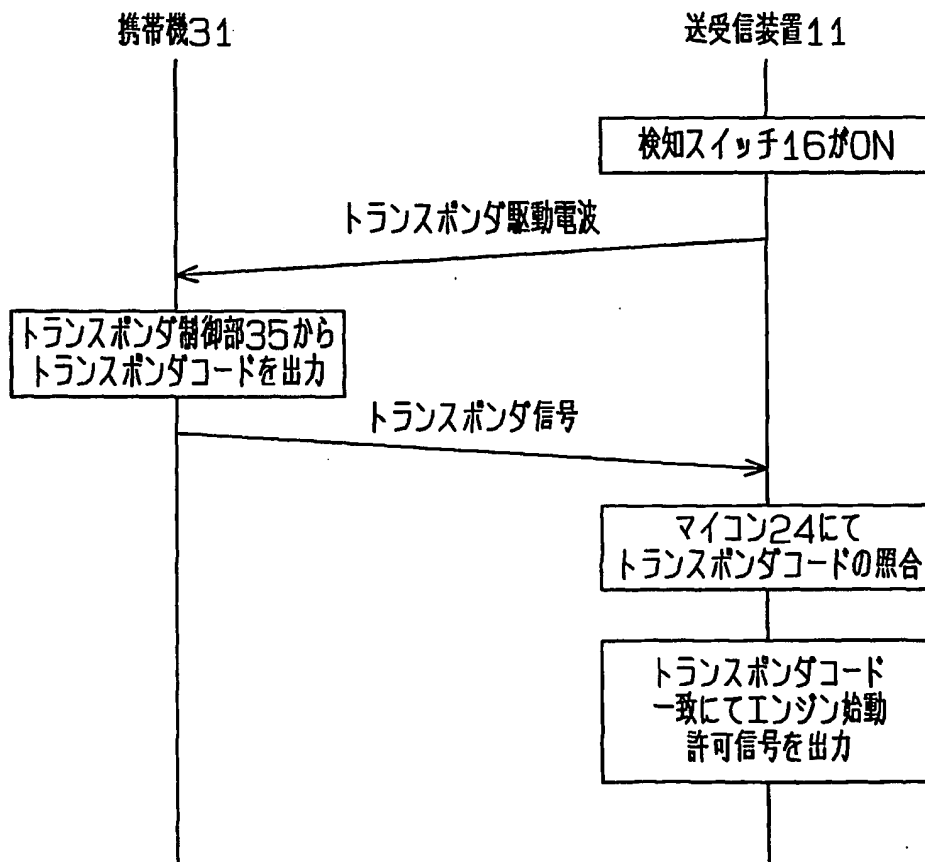 携帯機31
送受信装置11
検知スイッチ16がON
トランスポンダ駆動電波
トランスポンダ制御部35から
トランスポンダコードを出力
トランスポンダ信号
マイコン24にて
トランスポンダコードの照合
トランスポンダコード
一致にてエンジン始動
許可信号を出力